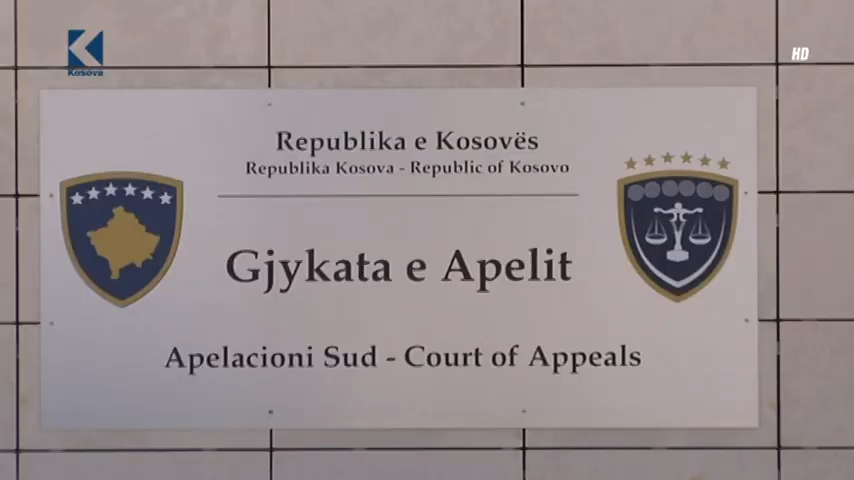 Kosova
HD
Republika e Kosovës
Republika Kosova - Republic of Kosovo
Gjykata e Apelit
Apelacioni Sud - Court of Appeals